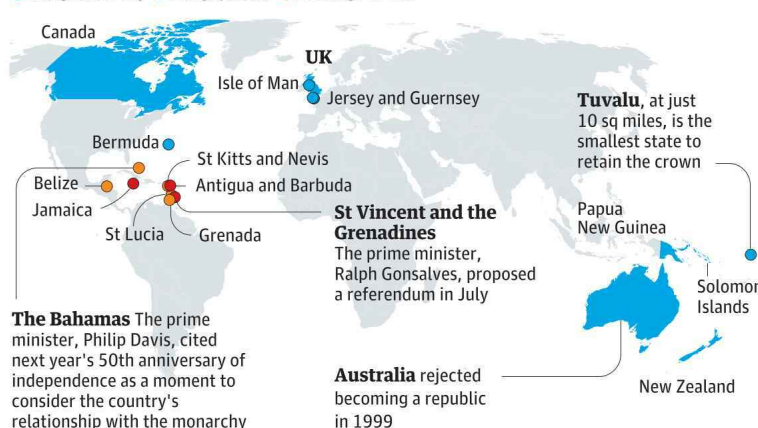 Canada
UK
Isle of Man
Jersey and Guernsey
Tuvalu, at just
10 sq miles, is the
smallest state to
retain the crown
Bermuda
St Kitts and Nevis
Belize
Antigua and Barbuda
Jamaica
St Lucia
Grenada
St Vincent and the
Grenadines
The prime minister,
Ralph Gonsalves, proposed
a referendum in July
Papua
New Guinea
Solomon
Islands
The Bahamas The prime
minister, Philip Davis, cited
next year's 50th anniversary of
independence as a moment to
consider the country's
relationship with the monarchy
Australia rejected
becoming a republic
in 1999
New Zealand